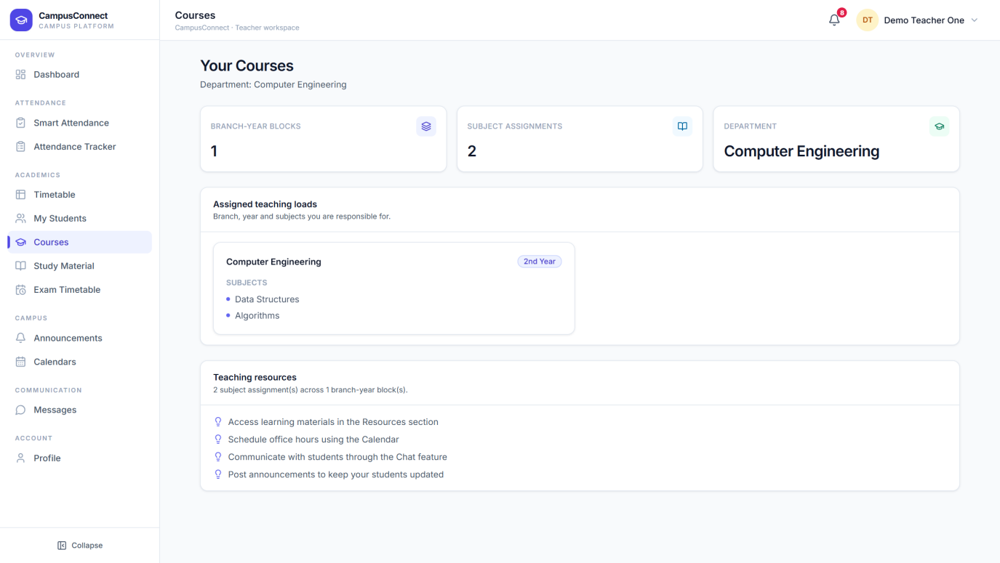 CampusConnect
CAMPUS PLATFORM
OVERVIEW
Dashboard
ATTENDANCE
Smart Attendance
Attendance Tracker
ACADEMICS
Timetable
My Students
Courses
Study Material
Exam Timetable
CAMPUS
Announcements
Calendars
COMMUNICATION
Messages
ACCOUNT
Profile
Collapse
Courses
CampusConnect · Teacher workspace
8
DT
Demo Teacher One
Your Courses
Department: Computer Engineering
BRANCH-YEAR BLOCKS
1
SUBJECT ASSIGNMENTS
2
DEPARTMENT
Computer Engineering
Assigned teaching loads
Branch, year and subjects you are responsible for.
Computer Engineering
2nd Year
SUBJECTS
Data Structures
Algorithms
Teaching resources
2 subject assignment(s) across 1 branch-year block(s).
Access learning materials in the Resources section
Schedule office hours using the Calendar
Communicate with students through the Chat feature
Post announcements to keep your students updated